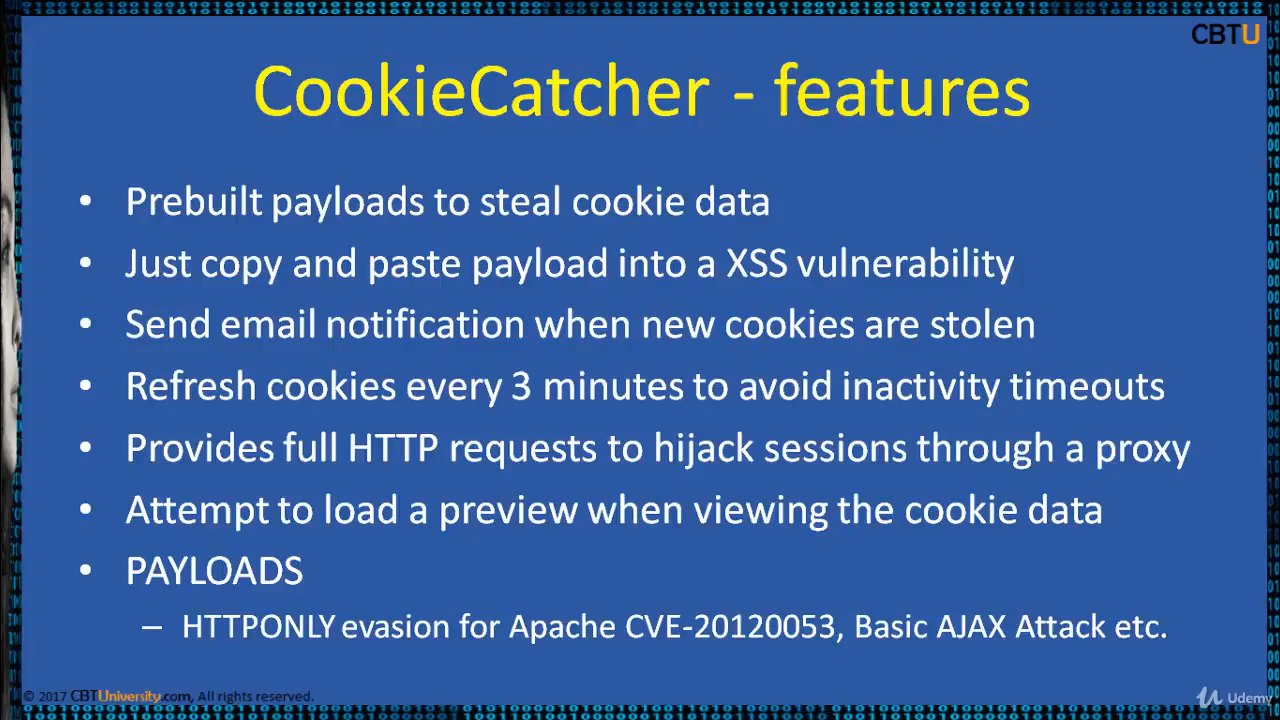 CBTU
CookieCatcher - features
• Prebuilt payloads to steal cookie data
• Just copy and paste payload into a XSS vulnerability
• Send email notification when new cookies are stolen
• Refresh cookies every 3 minutes to avoid inactivity timeouts
• Provides full HTTP requests to hijack sessions through a proxy
• Attempt to load a preview when viewing the cookie data
• PAYLOADS
– HTTPONLY evasion for Apache CVE-20120053, Basic AJAX Attack etc.
© 2017 CBTUniversity.com, All rights reserved.
Udemy